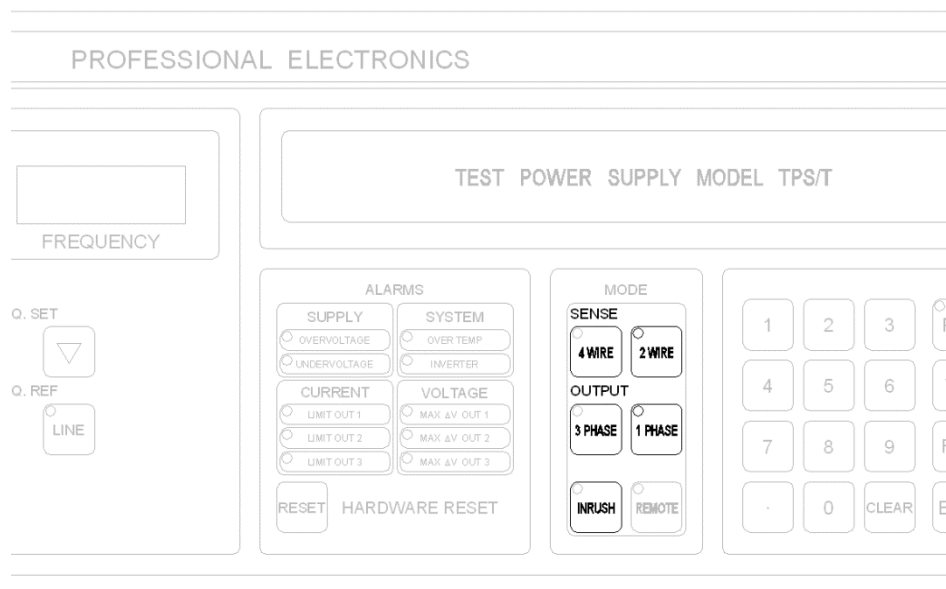 PROFESSIONAL ELECTRONICS
TEST POWER SUPPLY MODEL TPS/T
FREQUENCY
Q. SET
Q. REF
LINE
ALARMS
SUPPLY
OVERVOLTAGE
UNDERVOLTAGE
SYSTEM
OVER TEMP
INVERTER
CURRENT
LIMIT OUT 1
LIMIT OUT 2
LIMIT OUT 3
VOLTAGE
MAX ΔV OUT 1
MAX ΔV OUT 2
MAX ΔV OUT 3
RESET HARDWARE RESET
MODE
SENSE
4 WIRE 2 WIRE
OUTPUT
3 PHASE 1 PHASE
INRUSH REMOTE
1 2 3
4 5 6
7 8 9
. 0 CLEAR